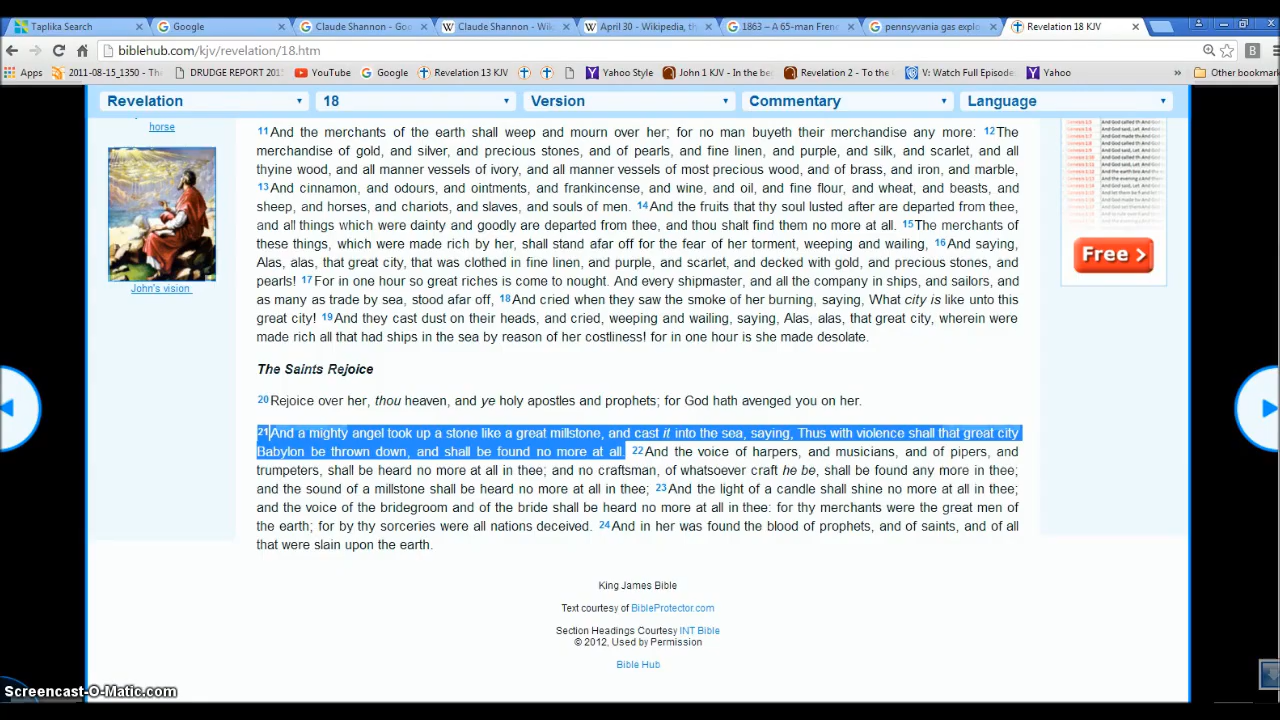 Taplika Search
Google
Claude Shannon - Goo
Claude Shannon - Wiki
April 30 - Wikipedia, th
1863 – A 65-man Fren
pennsyvania gas explo
Revelation 18 KJV
biblehub.com/kjv/revelation/18.htm
Apps
2011-08-15_1350 - The
DRUDGE REPORT 201
YouTube
Google
Revelation 13 KJV
Yahoo Style
John 1 KJV - In the be
Revelation 2 - To the
V: Watch Full Episode
Yahoo
»
Other bookmar
Revelation
18
Version
Commentary
Language
horse
John's vision
11And the merchants of the earth shall weep and mourn over her; for no man buyeth their merchandise any more: 12The
merchandise of gold, and silver, and precious stones, and of pearls, and fine linen, and purple, and silk, and scarlet, and all
thyine wood, and all manner vessels of ivory, and all manner vessels of most precious wood, and of brass, and iron, and marble,
13And cinnamon, and odours, and ointments, and frankincense, and wine, and oil, and fine flour, and wheat, and beasts, and
sheep, and horses, and chariots, and slaves, and souls of men. 14And the fruits that thy soul lusted after are departed from thee,
and all things which were dainty and goodly are departed from thee, and thou shalt find them no more at all. 15The merchants of
these things, which were made rich by her, shall stand afar off for the fear of her torment, weeping and wailing, 16And saying,
Alas, alas, that great city, that was clothed in fine linen, and purple, and scarlet, and decked with gold, and precious stones, and
pearls! 17For in one hour so great riches is come to nought. And every shipmaster, and all the company in ships, and sailors, and
as many as trade by sea, stood afar off, 18And cried when they saw the smoke of her burning, saying, What city is like unto this
great city! 19And they cast dust on their heads, and cried, weeping and wailing, saying, Alas, alas, that great city, wherein were
made rich all that had ships in the sea by reason of her costliness! for in one hour is she made desolate.
The Saints Rejoice
20Rejoice over her, thou heaven, and ye holy apostles and prophets; for God hath avenged you on her.
21And a mighty angel took up a stone like a great millstone, and cast it into the sea, saying, Thus with violence shall that great city
Babylon be thrown down, and shall be found no more at all. 22And the voice of harpers, and musicians, and of pipers, and
trumpeters, shall be heard no more at all in thee; and no craftsman, of whatsoever craft he be, shall be found any more in thee;
and the sound of a millstone shall be heard no more at all in thee; 23And the light of a candle shall shine no more at all in thee;
and the voice of the bridegroom and of the bride shall be heard no more at all in thee: for thy merchants were the great men of
the earth; for by thy sorceries were all nations deceived. 24And in her was found the blood of prophets, and of saints, and of all
that were slain upon the earth.
Free >
King James Bible
Text courtesy of BibleProtector.com
Section Headings Courtesy INT Bible
© 2012, Used by Permission
Bible Hub
Screencast-O-Matic.com